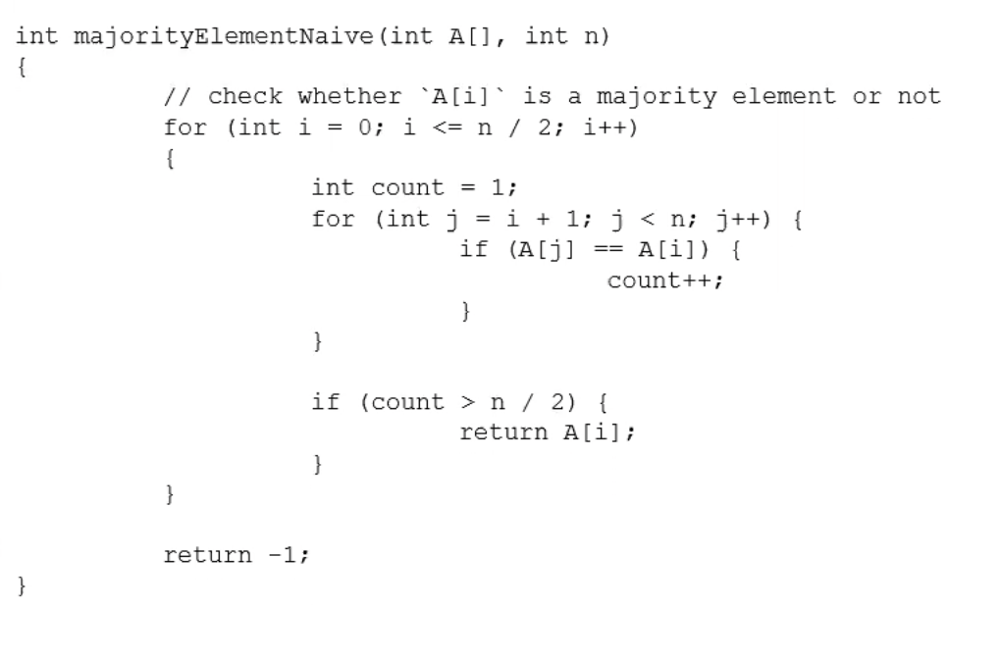 int majorityElementNaive(int A[], int n)
{
// check whether `A[i]` is a majority element or not
for (int i = 0; i <= n / 2; i++)
{
int count = 1;
for (int j = i + 1; j < n; j++) {
if (A[j] == A[i]) {
count++;
}
}
if (count > n / 2) {
return A[i];
}
}
return -1;
}